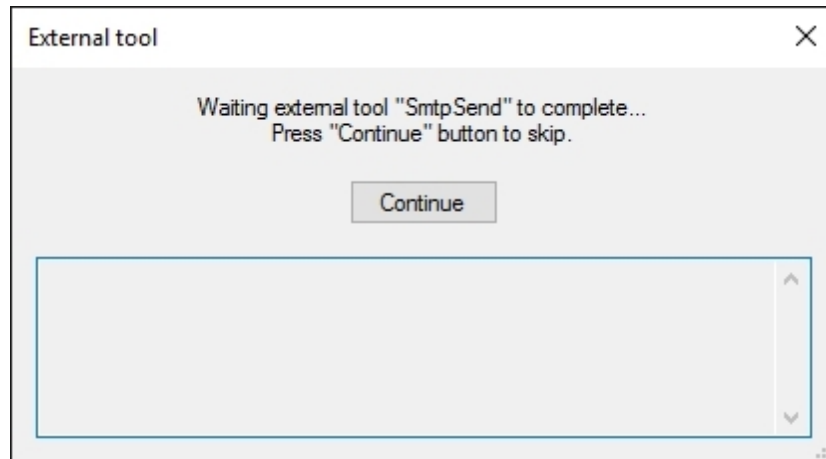 External tool
Waiting external tool "SmtpSend" to complete...
Press "Continue" button to skip.
Continue